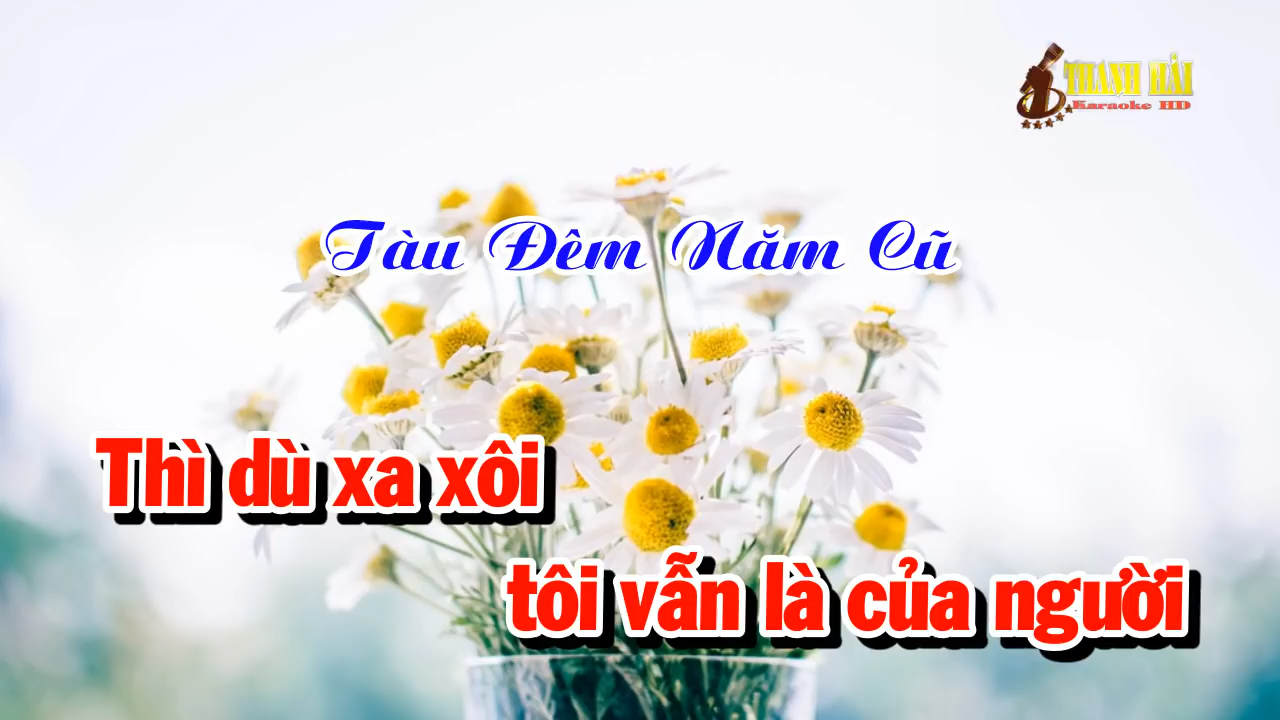 THANH HẢI
Karaoke HD
Tàu Đêm Năm Cũ
Thì dù xa xôi
tôi vẫn là của người